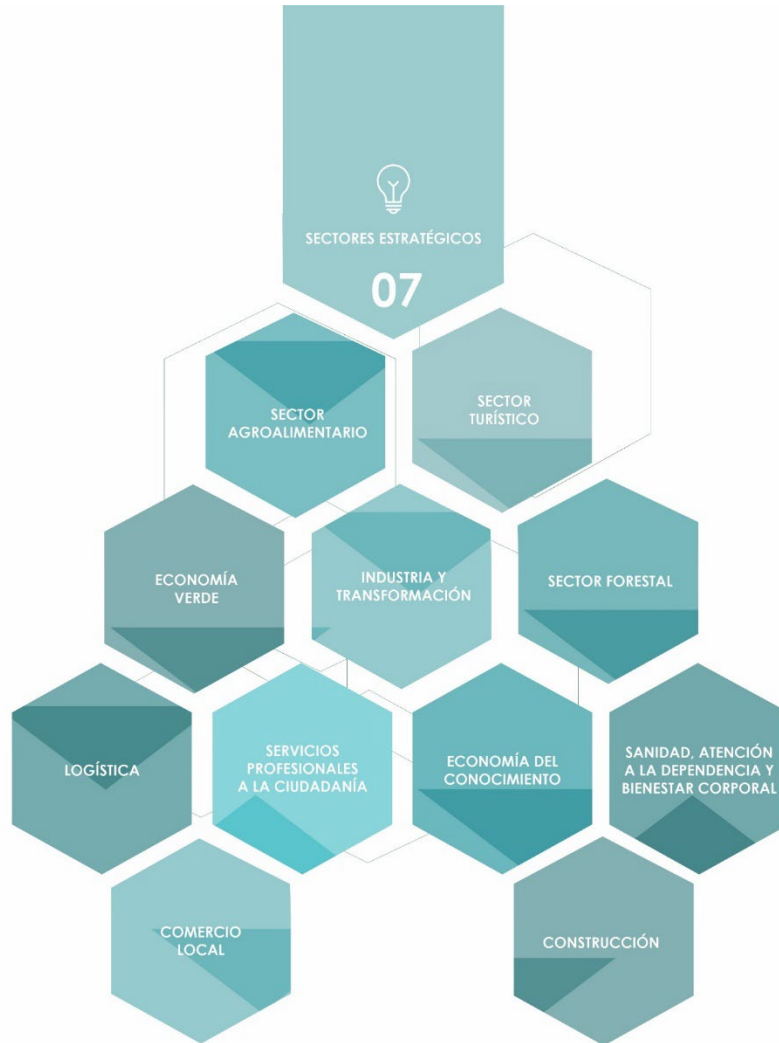 SECTORES ESTRATÉGICOS
07
SECTOR
AGROALIMENTARIO
SECTOR
TURÍSTICO
ECONOMÍA
VERDE
INDUSTRIA Y
TRANSFORMACIÓN
SECTOR FORESTAL
LOGÍSTICA
SERVICIOS
PROFESIONALES
A LA CIUDADANÍA
ECONOMÍA DEL
CONOCIMIENTO
SANIDAD, ATENCIÓN
A LA DEPENDENCIA Y
BIENESTAR CORPORAL
COMERCIO
LOCAL
CONSTRUCCIÓN